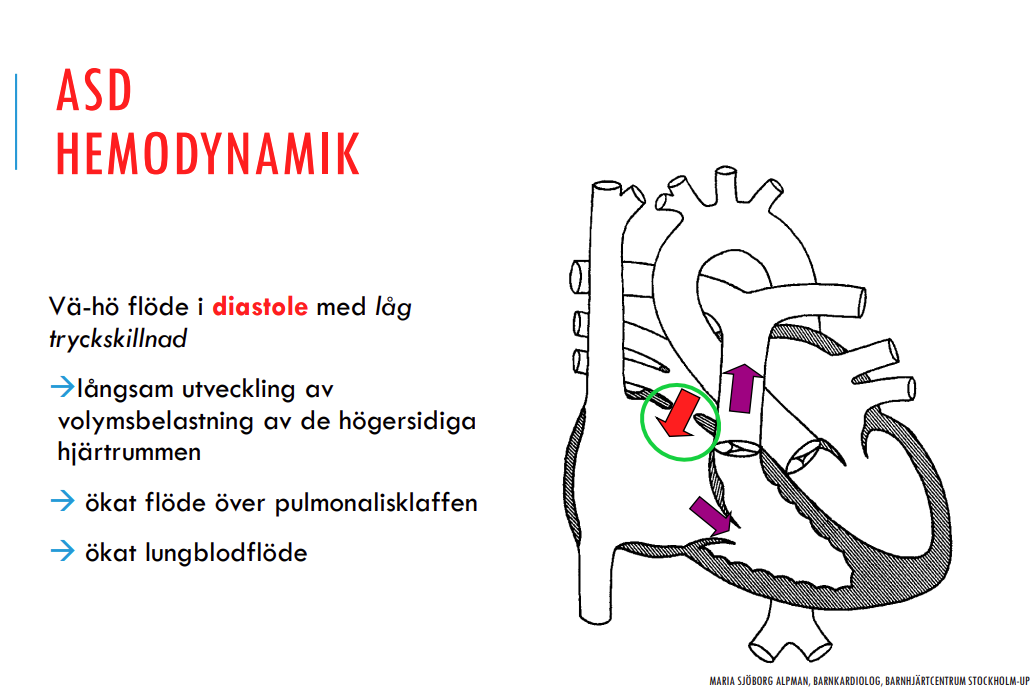 ASD
HEMODYNAMIK
Vä-hö flöde i diastole med låg
tryckskillnad
→långsam utveckling av
volymsbelastning av de högersidiga
hjärtrummen
→ ökat flöde över pulmonalisklaffen
→ ökat lungblodflöde
MARIA SJÖBORG ALPMAN, BARNKARDIOLOG, BARNHJÄRTCENTRUM STOCKHOLM-UP